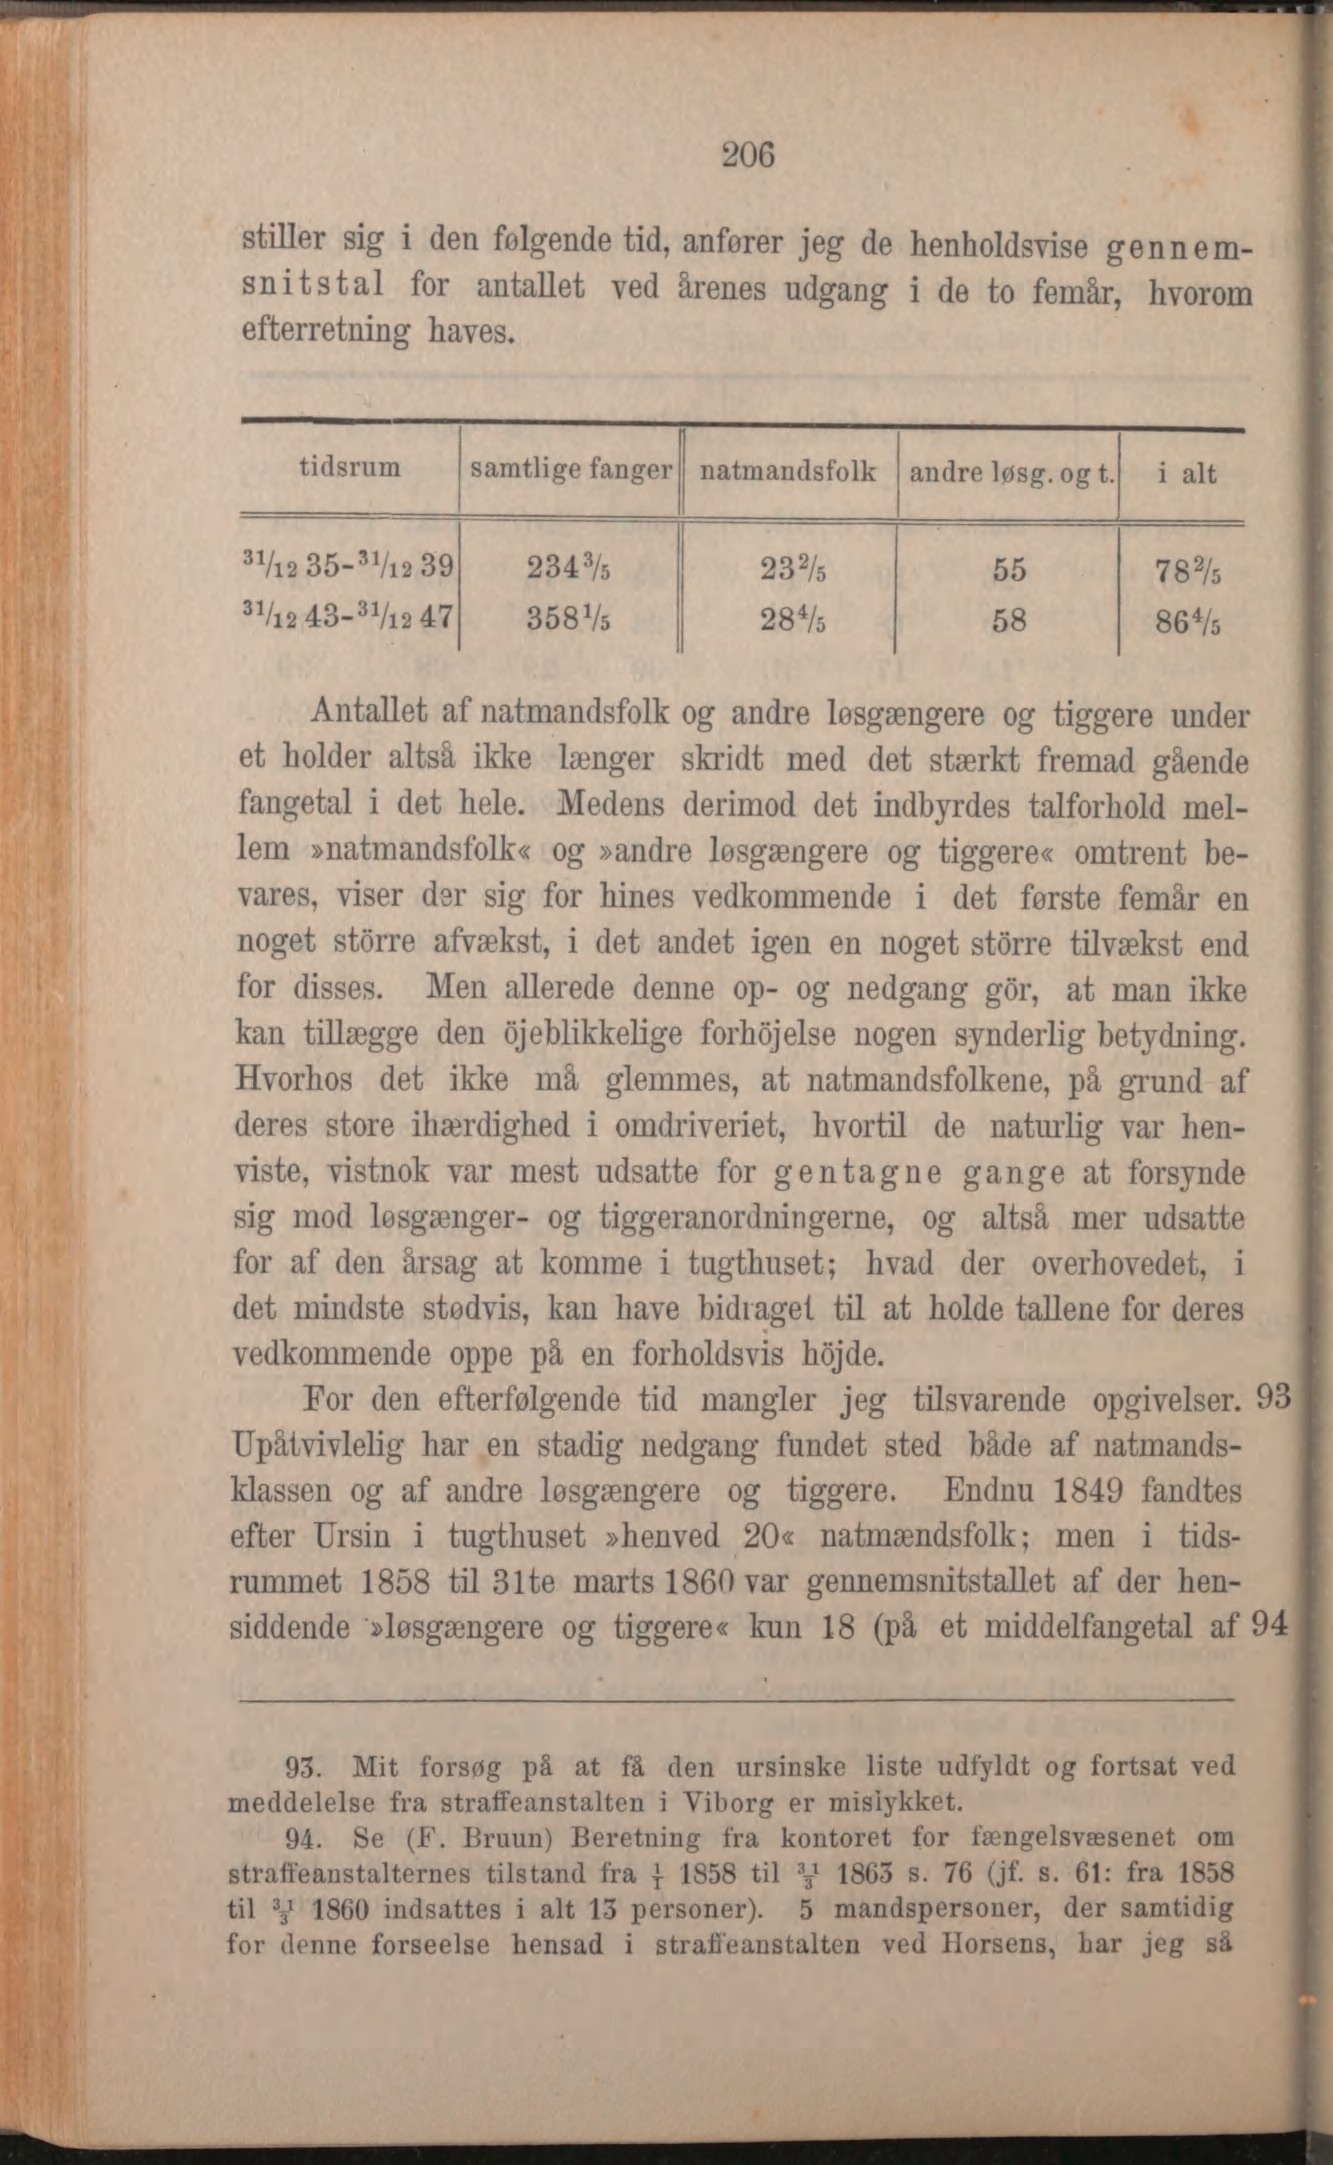 206
stiller sig i den følgende tid, anfører jeg de henholdsvise gennem-
snitstal for antallet ved årenes udgang i de to femår, hvorom
efterretning haves.
tidsrum samtlige fanger natmandsfolk andre løsg. og t. i alt
31/12 35-31/12 39 234 3/5 23 2/5 55 78 2/5
31/12 43-31/12 47 358 1/5 28 4/5 58 86 4/5
Antallet af natmandsfolk og andre løsgængere og tiggere under
et holder altså ikke længer skridt med det stærkt fremad gående
fangetal i det hele. Medens derimod det indbyrdes talforhold mel-
lem »natmandsfolk« og »andre løsgængere og tiggere« omtrent be-
vares, viser der sig for hines vedkommende i det første femår en
noget större afvækst, i det andet igen en noget större tilvækst end
for disses. Men allerede denne op- og nedgang gör, at man ikke
kan tillægge den öjeblikkelige forhöjelse nogen synderlig betydning.
Hvorhos det ikke må glemmes, at natmandsfolkene, på grund af
deres store ihærdighed i omdriveriet, hvortil de naturlig var hen-
viste, vistnok var mest udsatte for gentagne gange at forsynde
sig mod løsgænger- og tiggeranordningerne, og altså mer udsatte
for af den årsag at komme i tugthuset; hvad der overhovedet, i
det mindste stødvis, kan have bidraget til at holde tallene for deres
vedkommende oppe på en forholdsvis höjde.
For den efterfølgende tid mangler jeg tilsvarende opgivelser. 93
Upåtvivlelig har en stadig nedgang fundet sted både af natmands-
klassen og af andre løsgængere og tiggere. Endnu 1849 fandtes
efter Ursin i tugthuset »henved 20« natmændsfolk; men i tids-
rummet 1858 til 31te marts 1860 var gennemsnitstallet af der hen-
siddende »løsgængere og tiggere« kun 18 (på et middelfangetal af 94
93. Mit forsøg på at få den ursinske liste udfyldt og fortsat ved
meddelelse fra straffeanstalten i Viborg er mislykket.
94. Se (F. Bruun) Beretning fra kontoret for fængelsvæsenet om
straffeanstalternes tilstand fra 1/1 1858 til 31/3 1863 s. 76 (jf. s. 61: fra 1858
til 31/3 1860 indsattes i alt 13 personer). 5 mandspersoner, der samtidig
for denne forseelse hensad i straffeanstalten ved Horsens, har jeg så